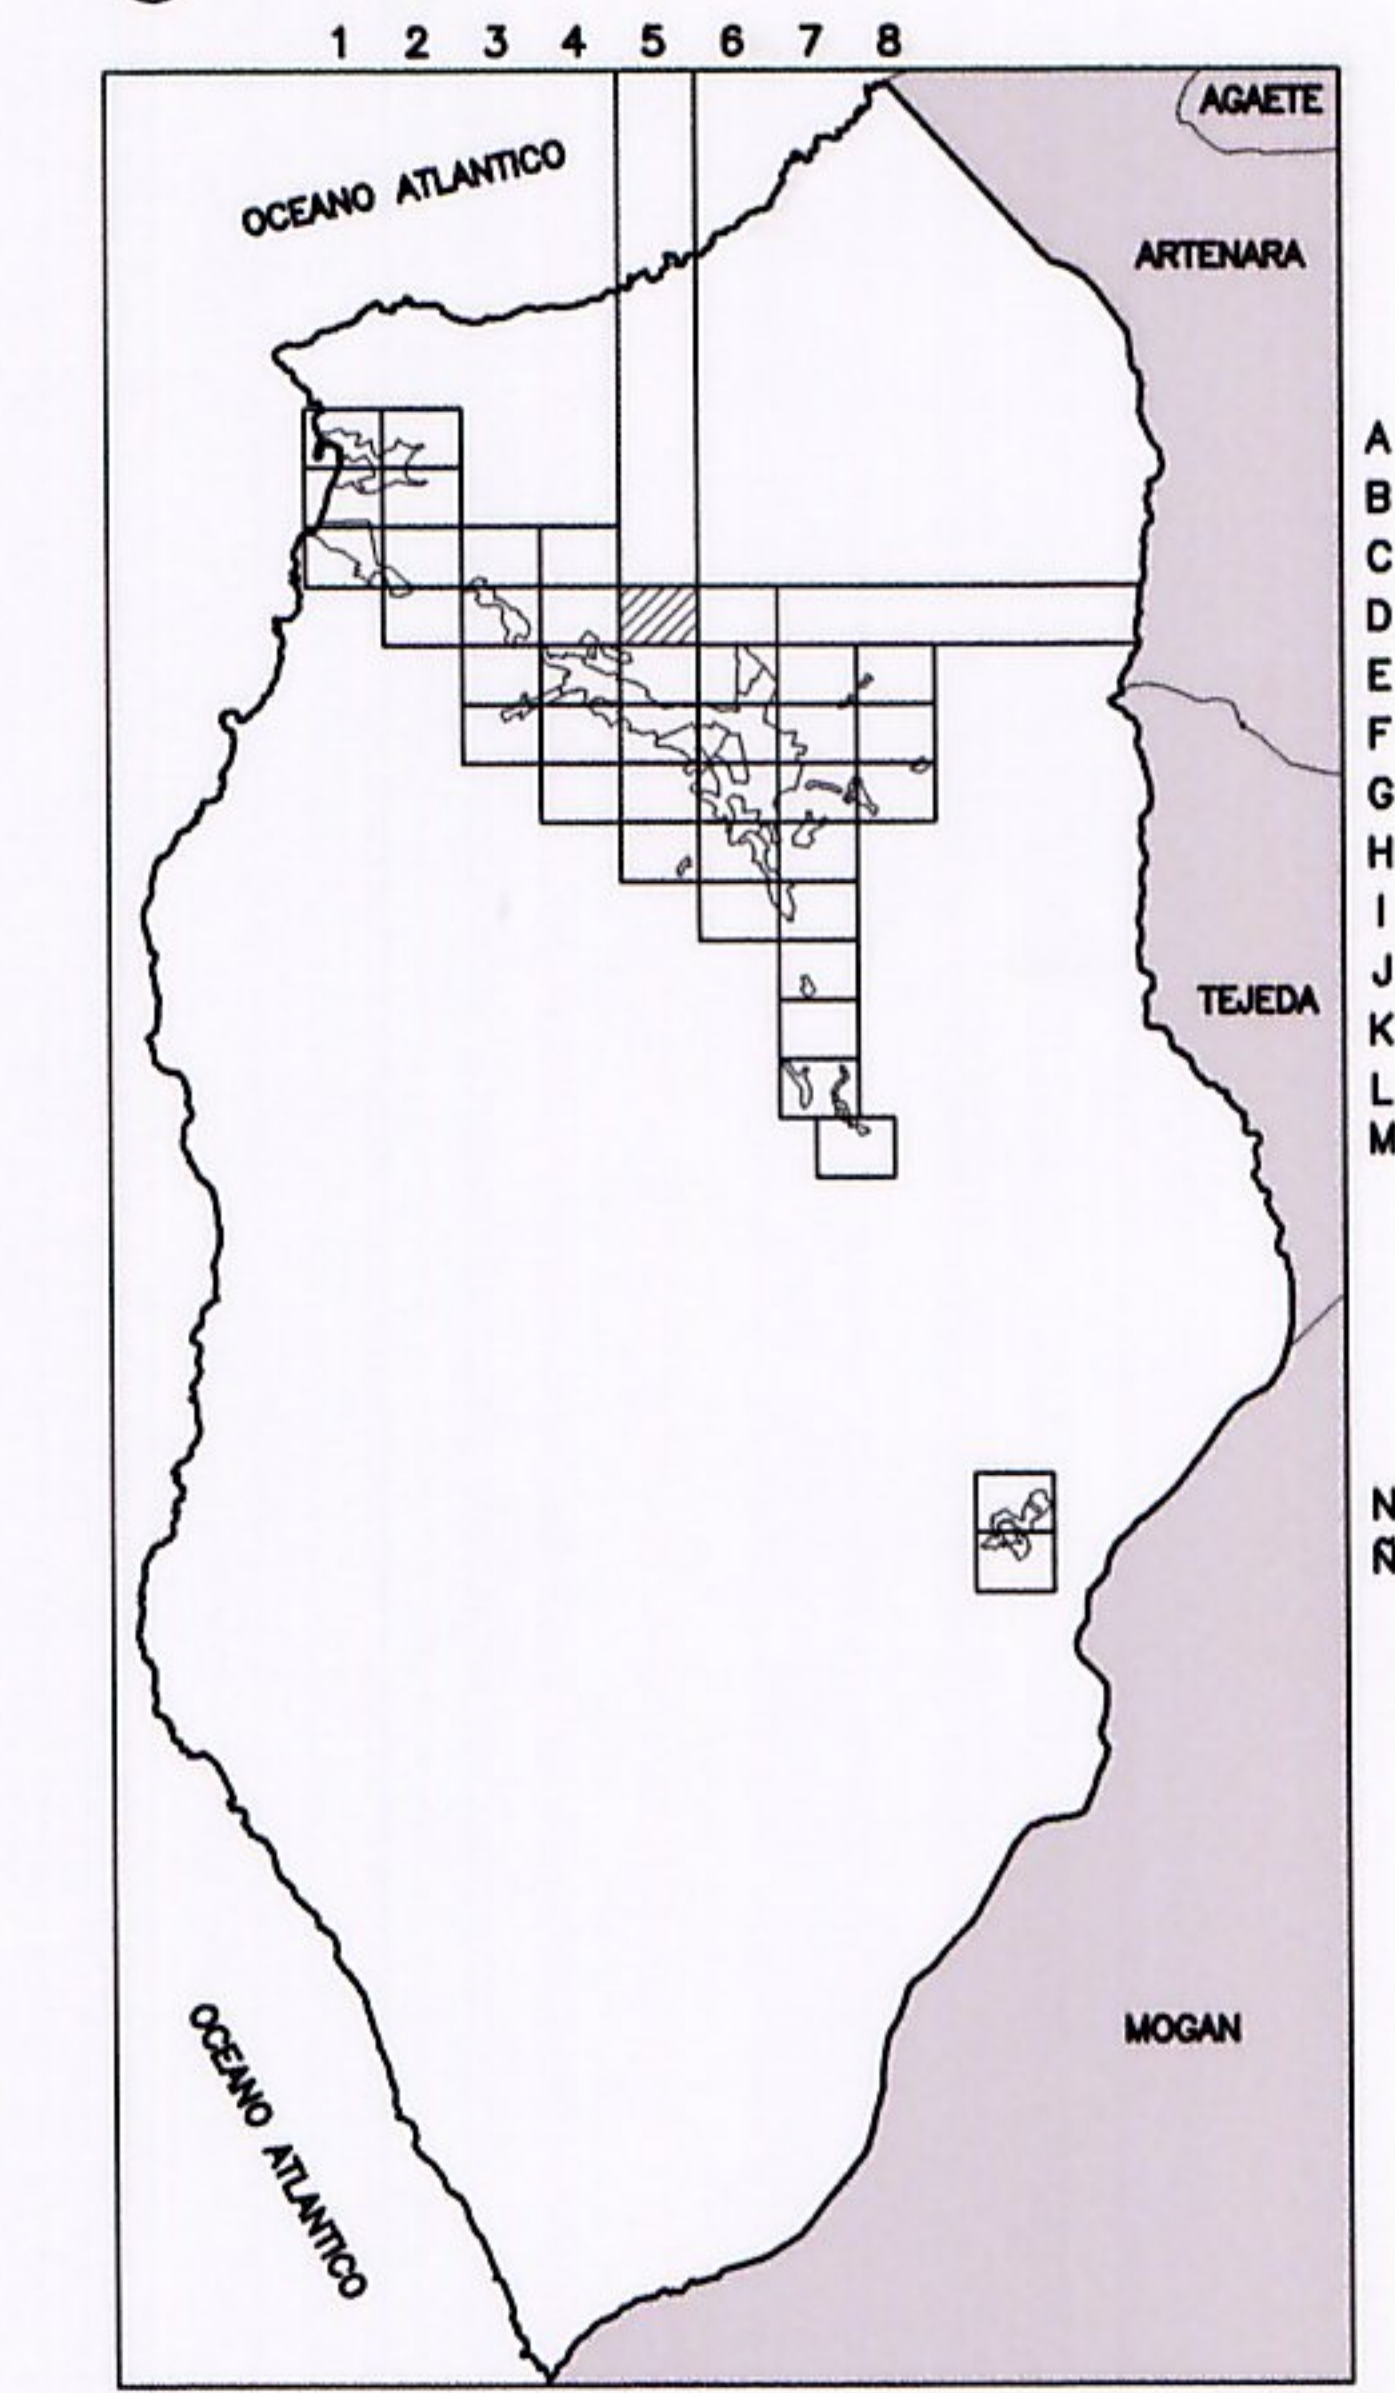 1 2 3 4 5 6 7 8
AGAETE
OCEANO ATLANTICO
ARTENARA
A
B
C
D
E
F
G
H
I
J
TEJEDA
K
L
M
N
Ñ
MOGAN
OCEANO ATLANTICO